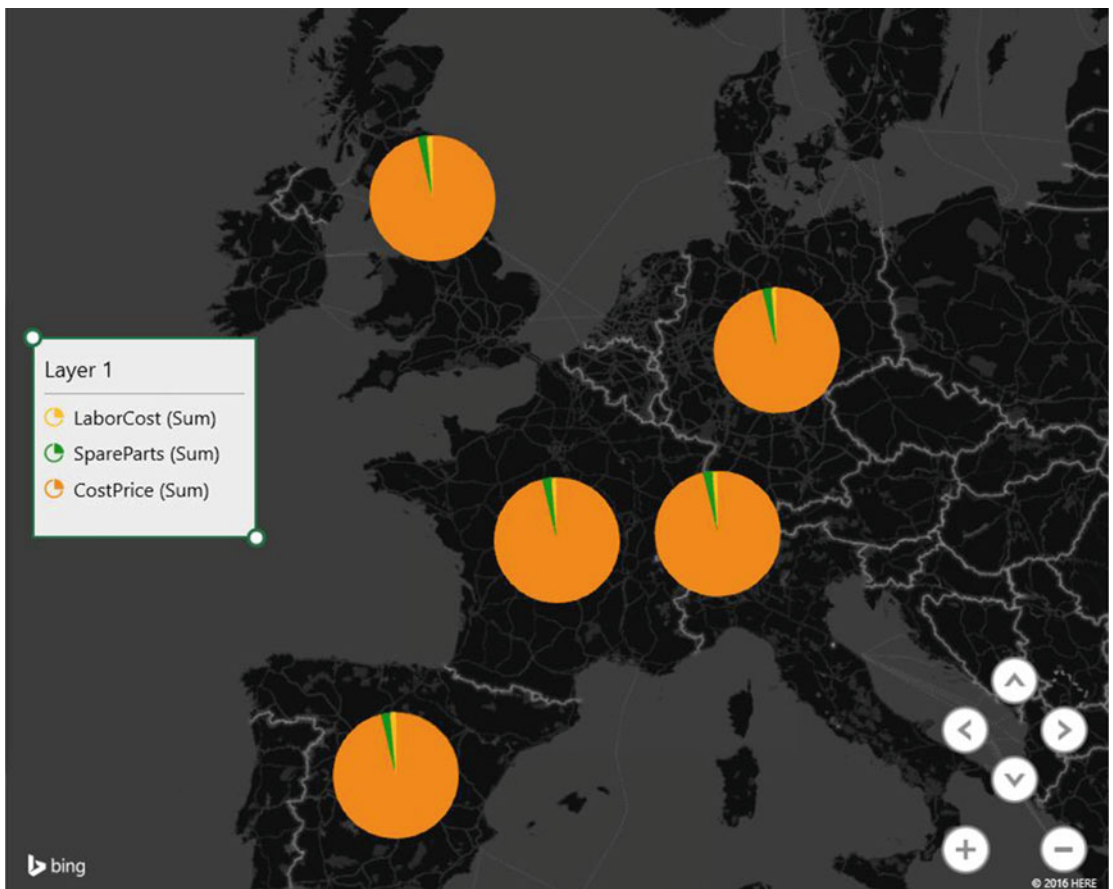 Layer 1
LaborCost (Sum)
SpareParts (Sum)
CostPrice (Sum)
bing
© 2016 HERE